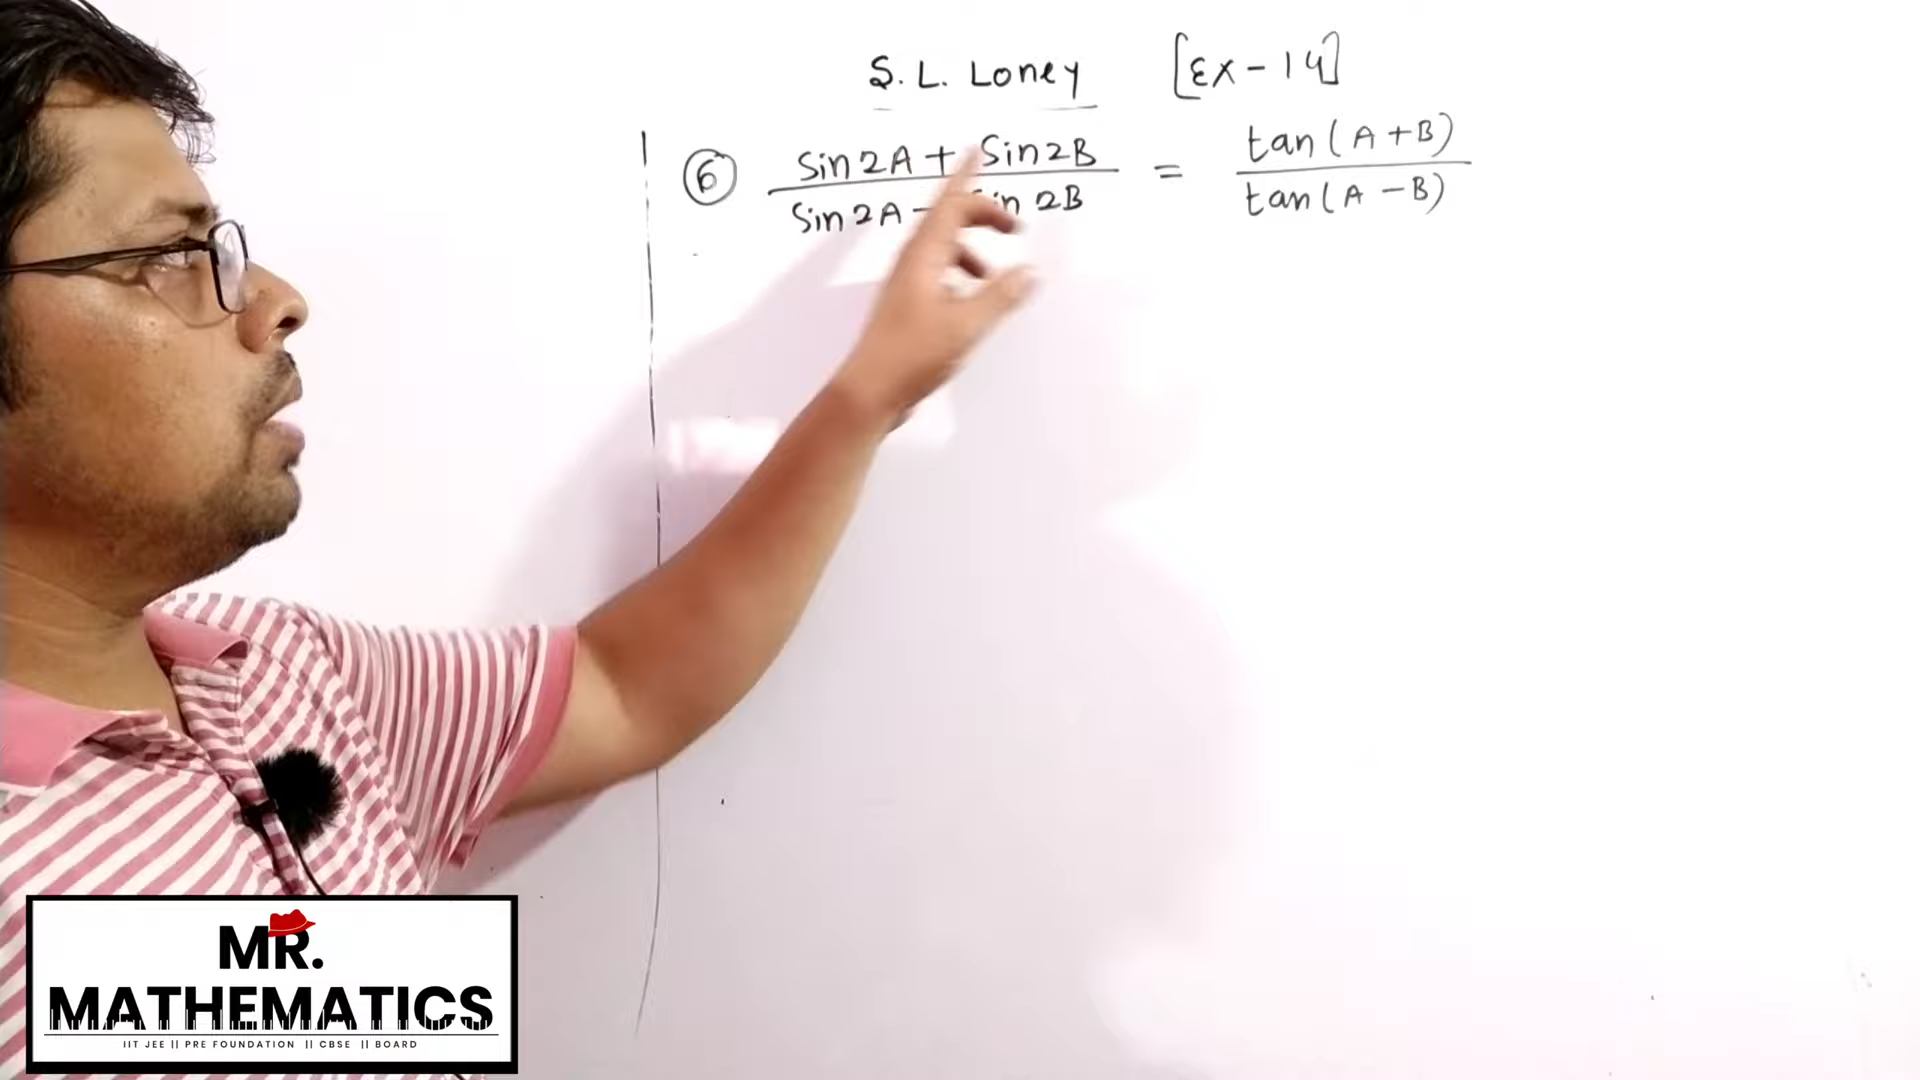 S. L. Loney [Ex - 14]
⑥ Sin2A + Sin2B / Sin2A - Sin 2B = tan(A+B) / tan(A-B)
MR.
MATHEMATICS
IIT JEE || PRE FOUNDATION || CBSE || BOARD